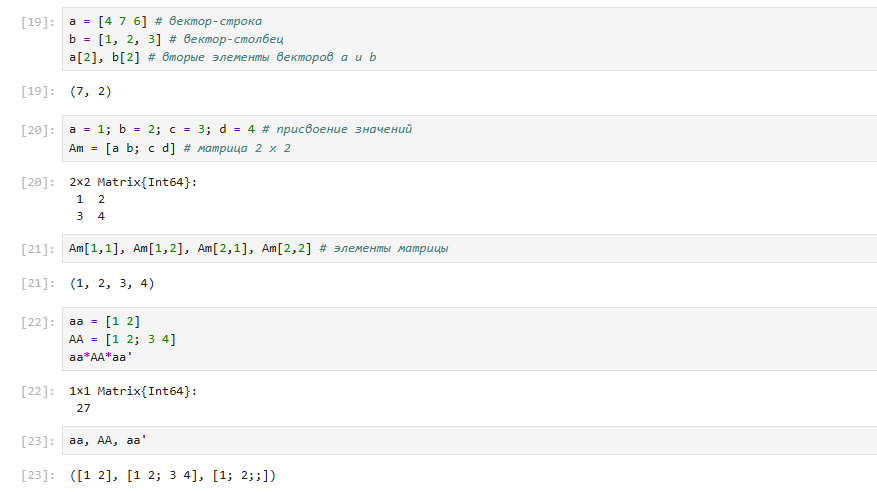 [19]: a = [4 7 6] # вектор-строка
b = [1, 2, 3] # вектор-столбец
a[2], b[2] # вторые элементы векторов a и b
[19]: (7, 2)
[20]: a = 1; b = 2; c = 3; d = 4 # присвоение значений
Am = [a b; c d] # матрица 2 x 2
[20]: 2×2 Matrix{Int64}:
1 2
3 4
[21]: Am[1,1], Am[1,2], Am[2,1], Am[2,2] # элементы матрицы
[21]: (1, 2, 3, 4)
[22]: aa = [1 2]
AA = [1 2; 3 4]
aa*AA*aa'
[22]: 1×1 Matrix{Int64}:
27
[23]: aa, AA, aa'
[23]: ([1 2], [1 2; 3 4], [1; 2;;])